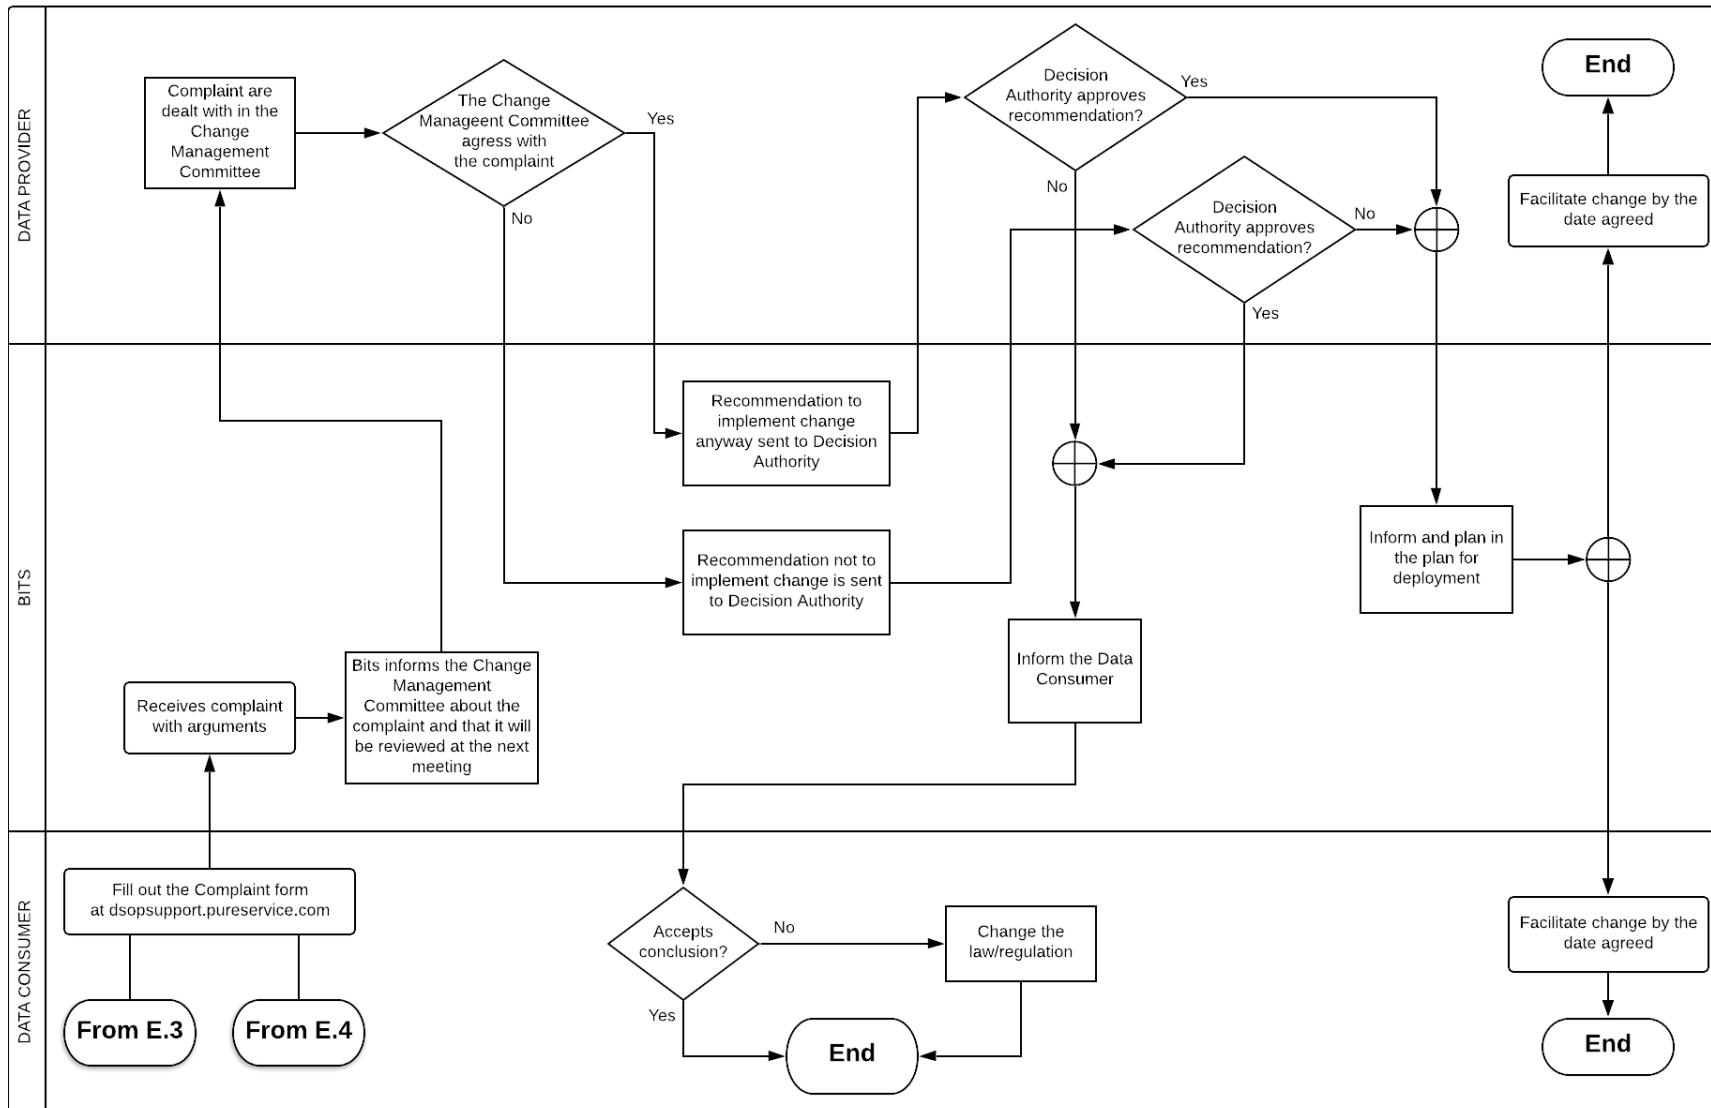 DATA PROVIDER
Complaint are
dealt with in the
Change
Management
Committee
The Change
Manageent Committee
agress with
the complaint
Yes
No
Decision
Authority approves
recommendation?
Yes
No
Decision
Authority approves
recommendation?
No
Yes
End
Facilitate change by the
date agreed
BITS
Recommendation to
implement change
anyway sent to Decision
Authority
Recommendation not to
implement change is sent
to Decision Authority
Inform and plan in
the plan for
deployment
Inform the Data
Consumer
Receives complaint
with arguments
Bits informs the Change
Management
Committee about the
complaint and that it will
be reviewed at the next
meeting
DATA CONSUMER
Fill out the Complaint form
at dsopsupport.pureservice.com
From E.3
From E.4
Accepts
conclusion?
No
Yes
Change the
law/regulation
End
Facilitate change by the
date agreed
End